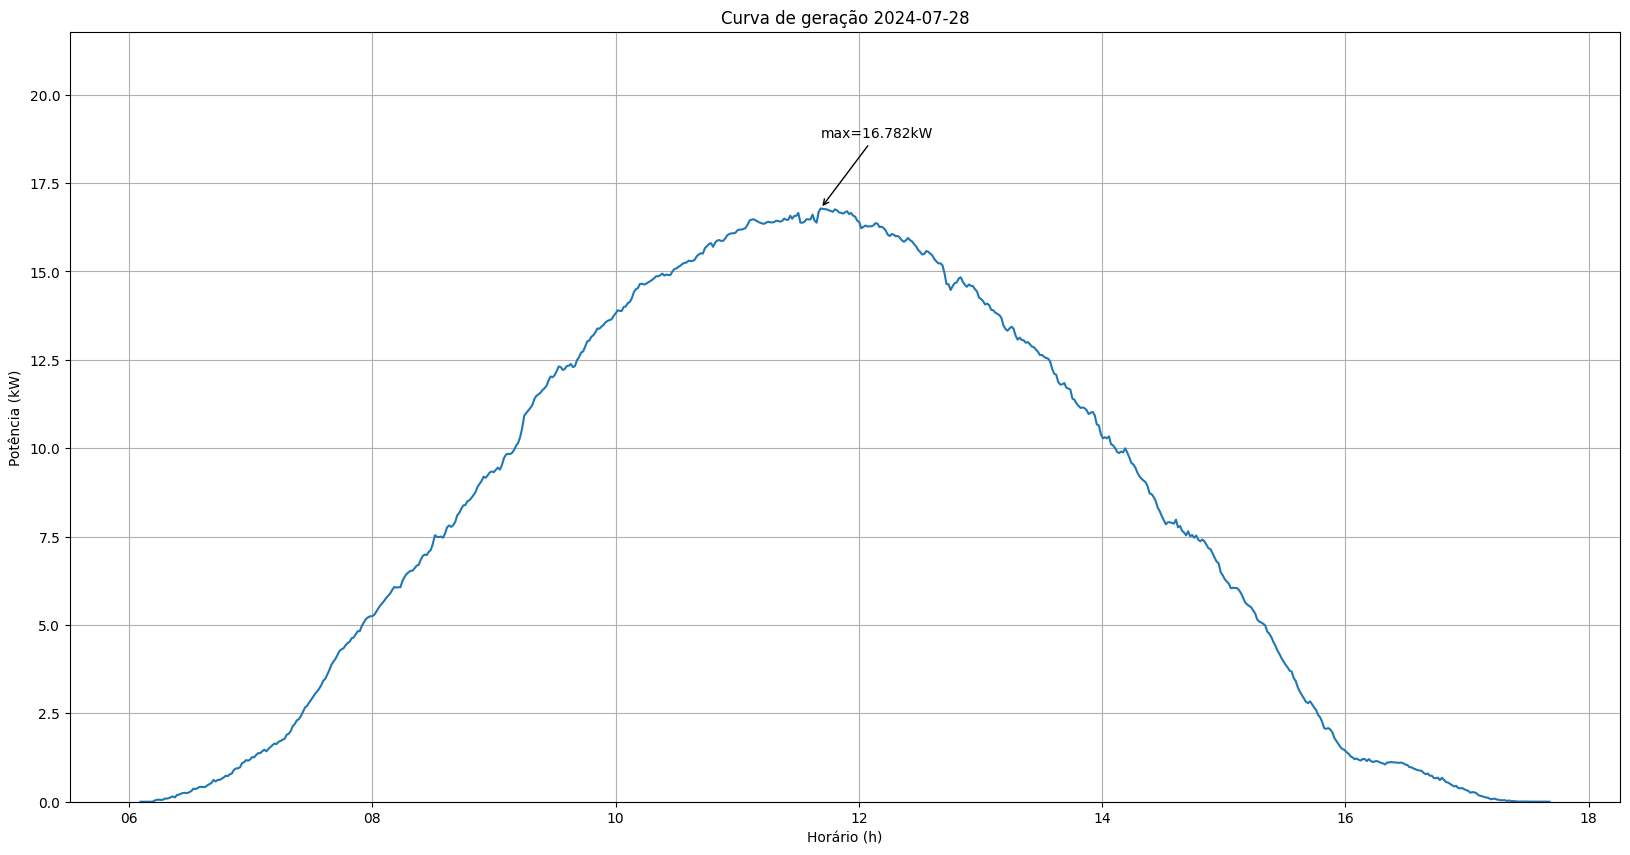 Curva de geração 2024-07-28
20.0
max=16.782kW
17.5
15.0
12.5
10.0
7.5
5.0
2.5
0.0
Potência (kW)
06 08 10 12 14 16 18
Horário (h)